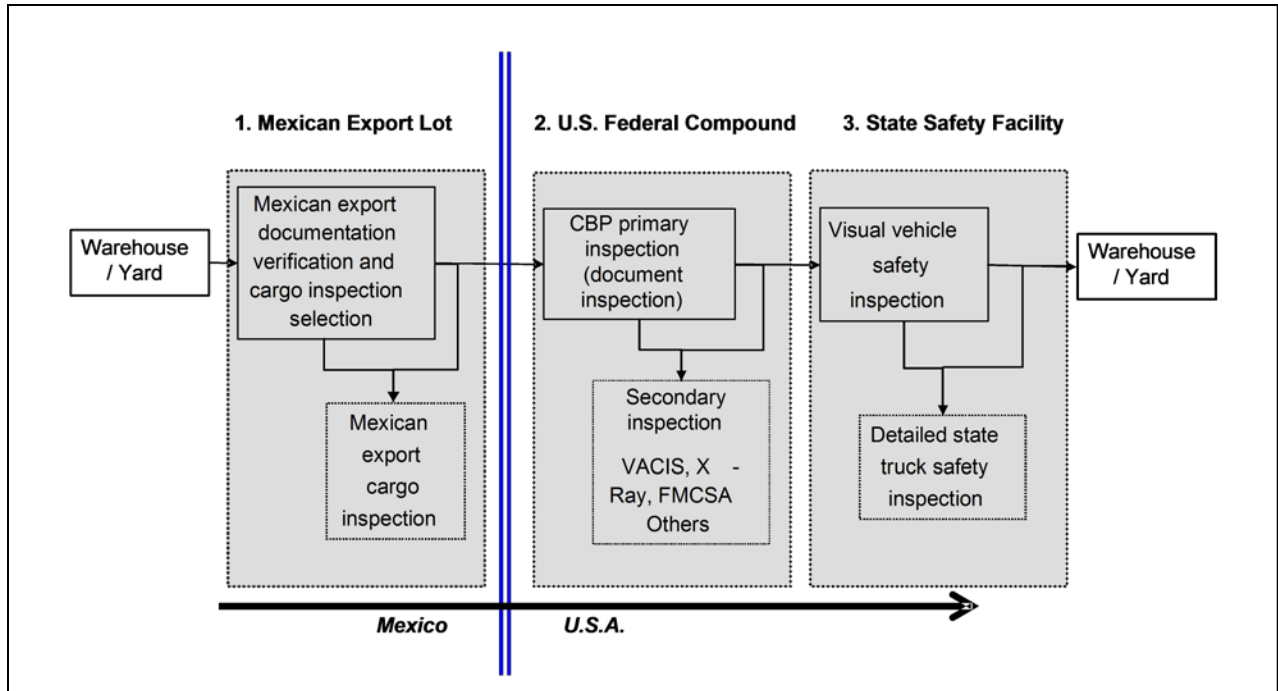 1. Mexican Export Lot
2. U.S. Federal Compound
3. State Safety Facility
Warehouse
/ Yard
Mexican export
documentation
verification and
cargo inspection
selection
Mexican
export
cargo
inspection
CBP primary
inspection
(document
inspection)
Secondary
inspection
VACIS, X -
Ray, FMCSA
Others
Visual vehicle
safety
inspection
Detailed state
truck safety
inspection
Warehouse
/ Yard
Mexico
U.S.A.